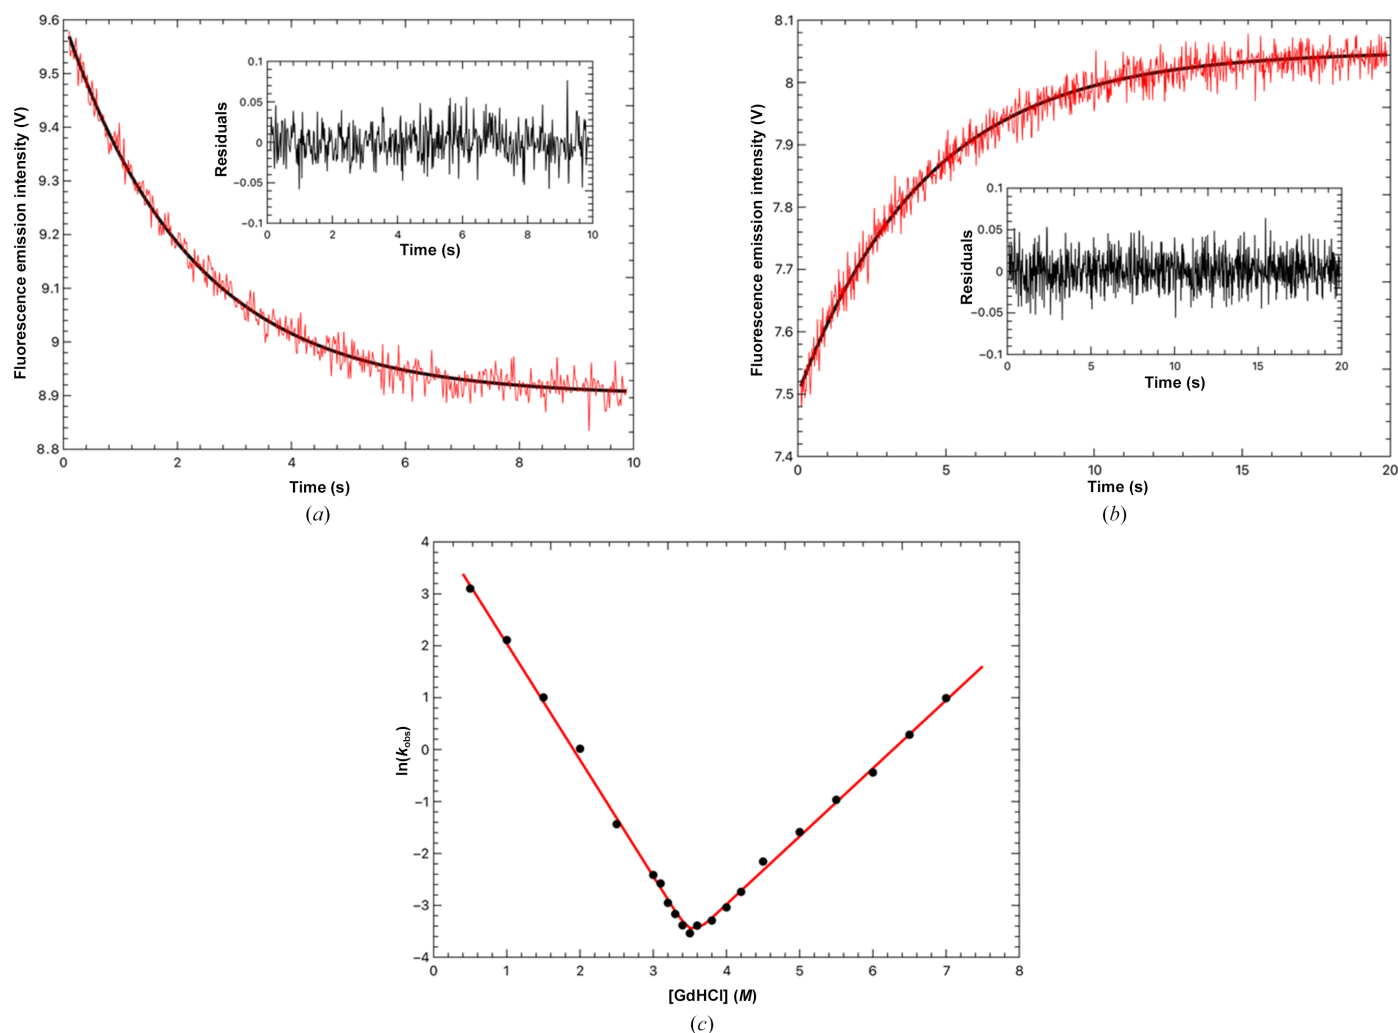 9.6
9.5
9.4
9.3
9.2
9.1
9
8.9
8.8
Fluorescence emission intensity (V)
0 2 4 6 8 10
Time (s)
0.1
0.05
0
−0.05
−0.1
Residuals
0 2 4 6 8 10
Time (s)
(a)
8.1
8
7.9
7.8
7.7
7.6
7.5
7.4
Fluorescence emission intensity (V)
0 5 10 15 20
Time (s)
0.1
0.05
0
−0.05
−0.1
Residuals
0 5 10 15 20
Time (s)
(b)
4
3
2
1
0
−1
−2
−3
−4
ln(kobs)
0 1 2 3 4 5 6 7 8
[GdHCl] (M)
(c)